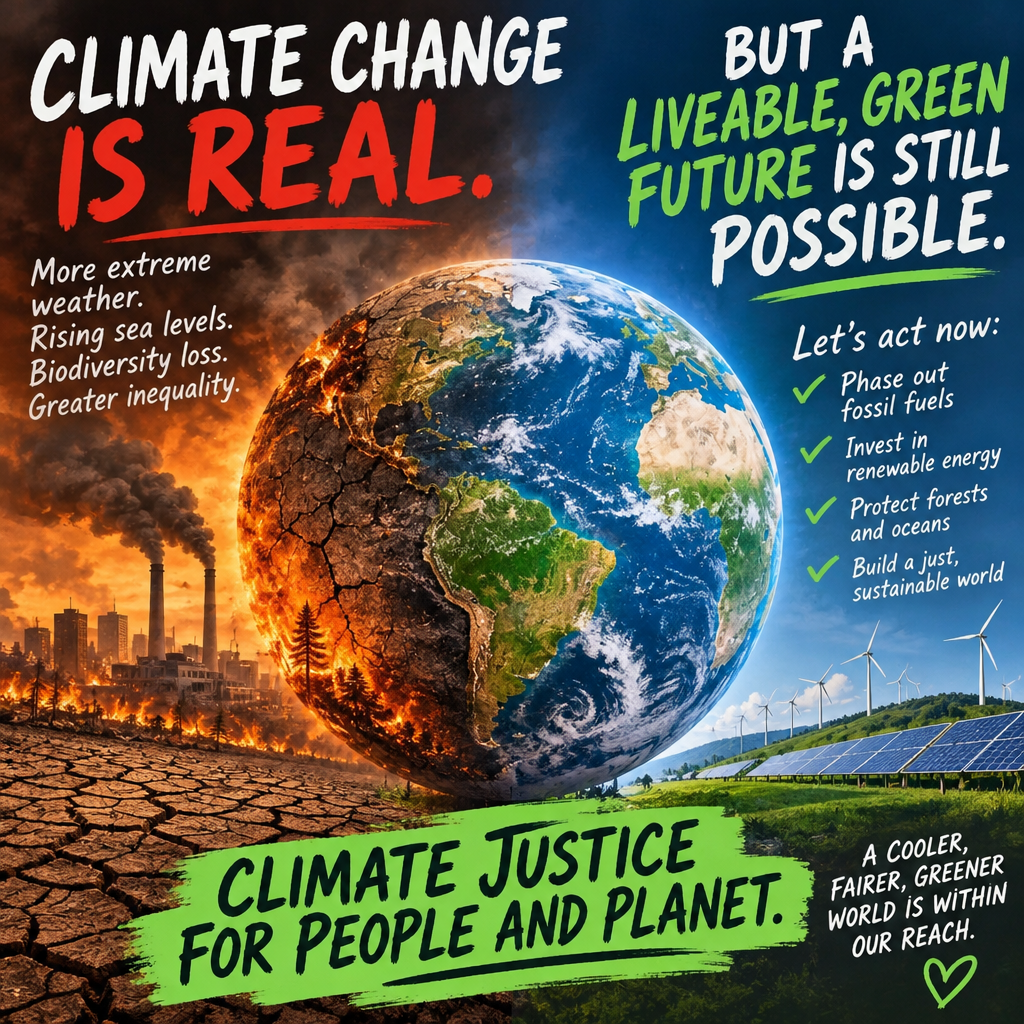 CLIMATE CHANGE
IS REAL.
More extreme
weather.
Rising sea levels.
Biodiversity loss.
Greater inequality.
BUT A
LIVEABLE, GREEN
FUTURE IS STILL
POSSIBLE.
Let's act now:
Phase out
fossil fuels
Invest in
renewable energy
Protect forests
and oceans
Build a just,
sustainable world
CLIMATE JUSTICE
FOR PEOPLE AND PLANET.
A COOLER,
FAIRER, GREENER
WORLD IS WITHIN
OUR REACH.